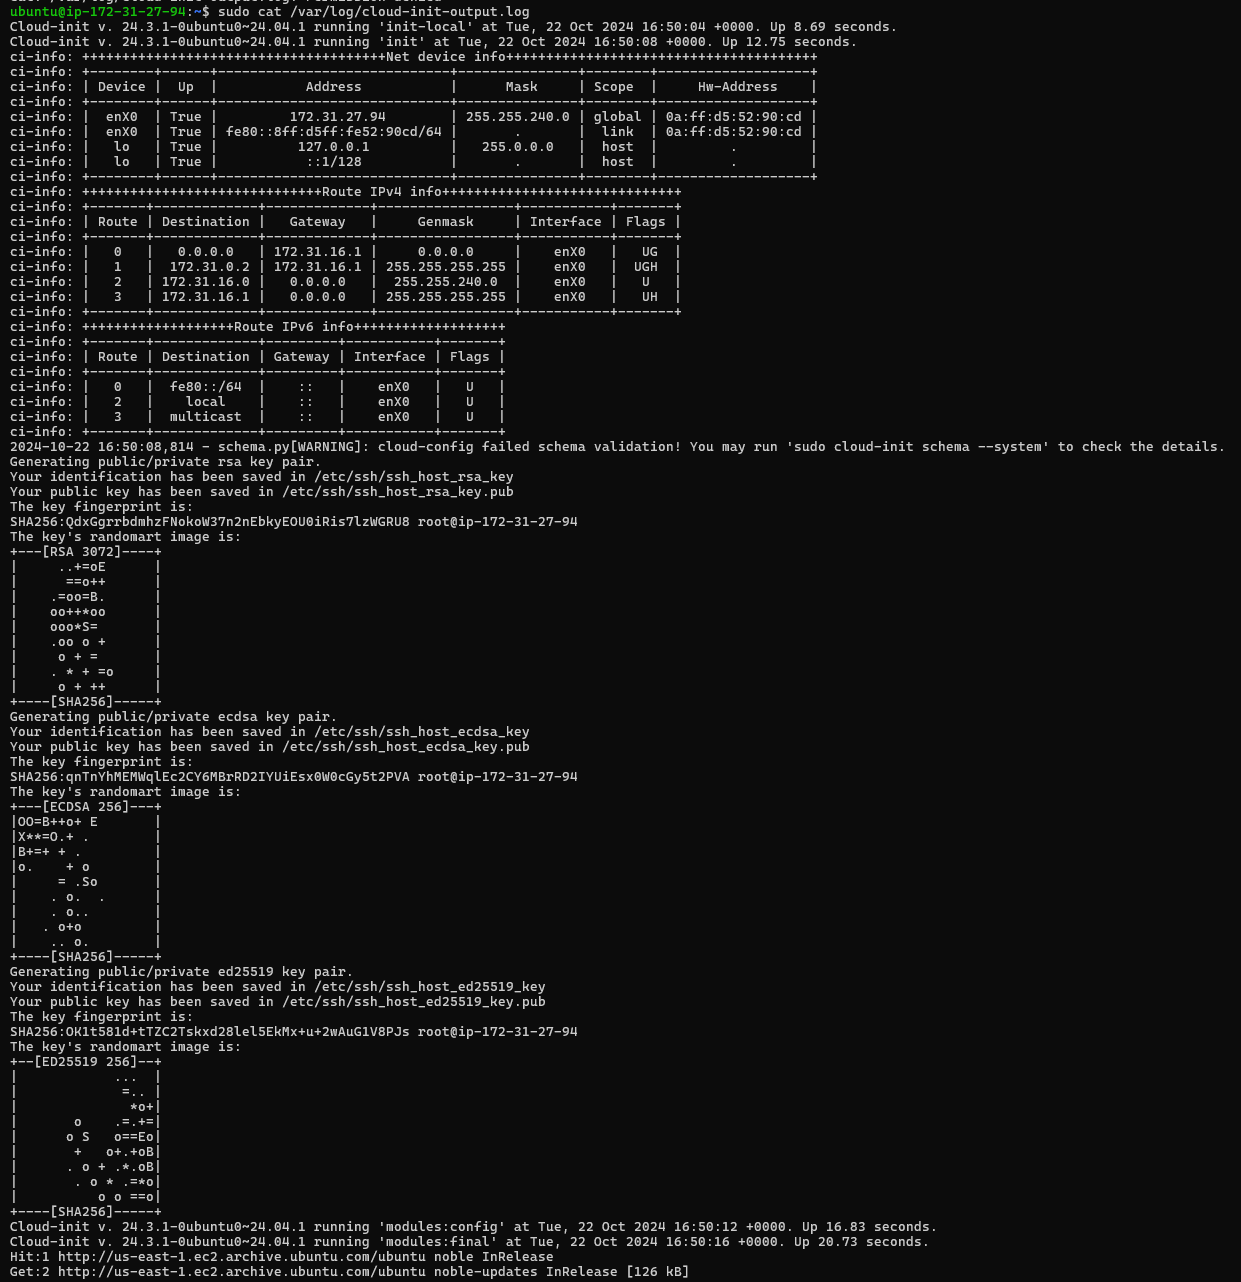 ubuntu@ip-172-31-27-94:~$ sudo cat /var/log/cloud-init-output.log
Cloud-init v. 24.3.1-0ubuntu0~24.04.1 running 'init-local' at Tue, 22 Oct 2024 16:50:04 +0000. Up 8.69 seconds.
Cloud-init v. 24.3.1-0ubuntu0~24.04.1 running 'init' at Tue, 22 Oct 2024 16:50:08 +0000. Up 12.75 seconds.
ci-info: ++++++++++++++++++++++++++++++++++++++Net device info+++++++++++++++++++++++++++++++++++++++
ci-info: +--------+------+-----------------------------+---------------+--------+-------------------+
ci-info: | Device |  Up  |           Address           |      Mask     | Scope  |     Hw-Address    |
ci-info: +--------+------+-----------------------------+---------------+--------+-------------------+
ci-info: |  enX0  | True |         172.31.27.94        | 255.255.240.0 | global | 0a:ff:d5:52:90:cd |
ci-info: |  enX0  | True | fe80::8ff:d5ff:fe52:90cd/64 |       .       |  link  | 0a:ff:d5:52:90:cd |
ci-info: |   lo   | True |          127.0.0.1          |   255.0.0.0   |  host  |         .         |
ci-info: |   lo   | True |           ::1/128           |       .       |  host  |         .         |
ci-info: +--------+------+-----------------------------+---------------+--------+-------------------+
ci-info: ++++++++++++++++++++++++++++++Route IPv4 info++++++++++++++++++++++++++++++
ci-info: +-------+-------------+-------------+-----------------+-----------+-------+
ci-info: | Route | Destination |   Gateway   |     Genmask     | Interface | Flags |
ci-info: +-------+-------------+-------------+-----------------+-----------+-------+
ci-info: |   0   |   0.0.0.0   | 172.31.16.1 |     0.0.0.0     |    enX0   |   UG  |
ci-info: |   1   |  172.31.0.2 | 172.31.16.1 | 255.255.255.255 |    enX0   |  UGH  |
ci-info: |   2   | 172.31.16.0 |   0.0.0.0   |  255.255.240.0  |    enX0   |   U   |
ci-info: |   3   | 172.31.16.1 |   0.0.0.0   | 255.255.255.255 |    enX0   |   UH  |
ci-info: +-------+-------------+-------------+-----------------+-----------+-------+
ci-info: +++++++++++++++++++Route IPv6 info+++++++++++++++++++
ci-info: +-------+-------------+---------+-----------+-------+
ci-info: | Route | Destination | Gateway | Interface | Flags |
ci-info: +-------+-------------+---------+-----------+-------+
ci-info: |   0   |  fe80::/64  |    ::   |    enX0   |   U   |
ci-info: |   2   |    local    |    ::   |    enX0   |   U   |
ci-info: |   3   |  multicast  |    ::   |    enX0   |   U   |
ci-info: +-------+-------------+---------+-----------+-------+
2024-10-22 16:50:08,814 - schema.py[WARNING]: cloud-config failed schema validation! You may run 'sudo cloud-init schema --system' to check the details.
Generating public/private rsa key pair.
Your identification has been saved in /etc/ssh/ssh_host_rsa_key
Your public key has been saved in /etc/ssh/ssh_host_rsa_key.pub
The key fingerprint is:
SHA256:QdxGgrrbdmhzFNokoW37n2nEbkyEOU0iRis7lzWGRU8 root@ip-172-31-27-94
The key's randomart image is:
+---[RSA 3072]----+
|     ..+=oE      |
|      ==o++      |
|    .=oo=B.      |
|    oo++*oo      |
|    ooo*S=       |
|    .oo o +      |
|     o + =       |
|    . * + =o     |
|     o + ++      |
+----[SHA256]-----+
Generating public/private ecdsa key pair.
Your identification has been saved in /etc/ssh/ssh_host_ecdsa_key
Your public key has been saved in /etc/ssh/ssh_host_ecdsa_key.pub
The key fingerprint is:
SHA256:qnTnYhMEMWqlEc2CY6MBrRD2IYUiEsx0W0cGy5t2PVA root@ip-172-31-27-94
The key's randomart image is:
+---[ECDSA 256]---+
|OO=B++o+ E       |
|X**=O.+ .        |
|B+=+ + .         |
|o.    + o        |
|     = .So       |
|    . o.  .      |
|    . o..        |
|   . o+o         |
|    .. o.        |
+----[SHA256]-----+
Generating public/private ed25519 key pair.
Your identification has been saved in /etc/ssh/ssh_host_ed25519_key
Your public key has been saved in /etc/ssh/ssh_host_ed25519_key.pub
The key fingerprint is:
SHA256:OK1t581d+tTZC2Tskxd28lel5EkMx+u+2wAuG1V8PJs root@ip-172-31-27-94
The key's randomart image is:
+--[ED25519 256]--+
|            ...  |
|             =.. |
|              *o+|
|       o    .=.+=|
|      o S   o==Eo|
|       +   o+.+oB|
|      . o + .*.oB|
|       . o * .=*o|
|          o o ==o|
+----[SHA256]-----+
Cloud-init v. 24.3.1-0ubuntu0~24.04.1 running 'modules:config' at Tue, 22 Oct 2024 16:50:12 +0000. Up 16.83 seconds.
Cloud-init v. 24.3.1-0ubuntu0~24.04.1 running 'modules:final' at Tue, 22 Oct 2024 16:50:16 +0000. Up 20.73 seconds.
Hit:1 http://us-east-1.ec2.archive.ubuntu.com/ubuntu noble InRelease
Get:2 http://us-east-1.ec2.archive.ubuntu.com/ubuntu noble-updates InRelease [126 kB]